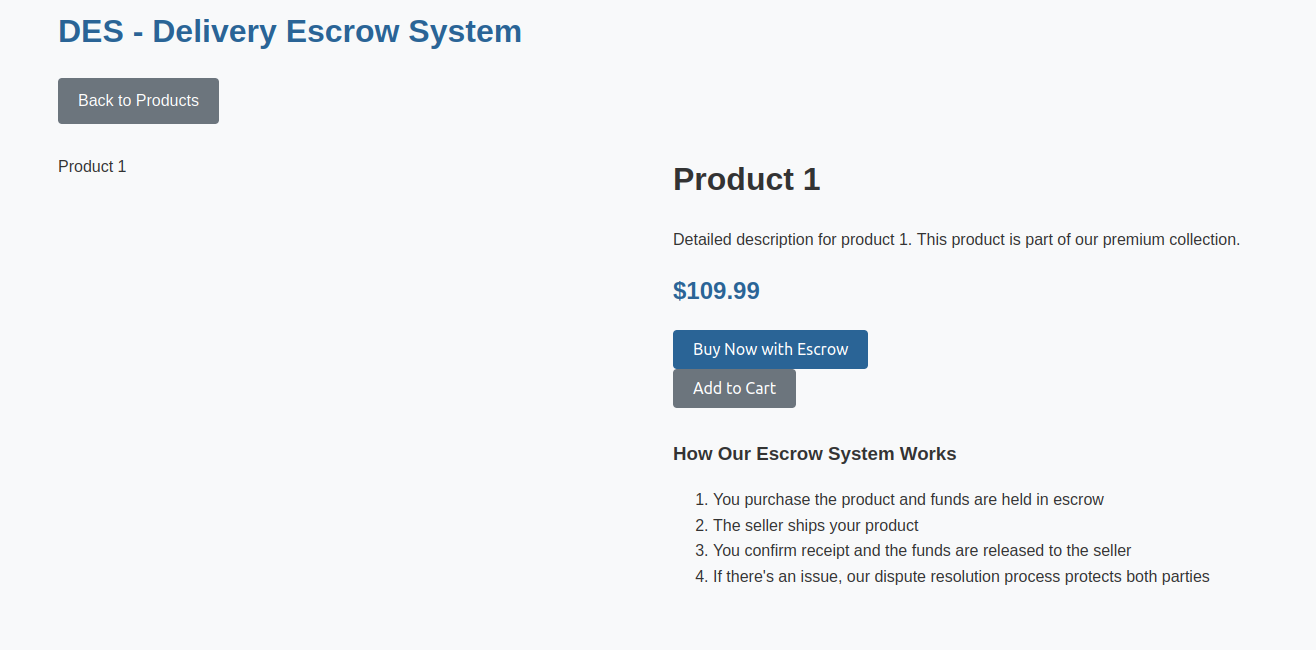 DES - Delivery Escrow System
Back to Products
Product 1
Product 1
Detailed description for product 1. This product is part of our premium collection.
$109.99
Buy Now with Escrow
Add to Cart
How Our Escrow System Works
1. You purchase the product and funds are held in escrow
2. The seller ships your product
3. You confirm receipt and the funds are released to the seller
4. If there's an issue, our dispute resolution process protects both parties